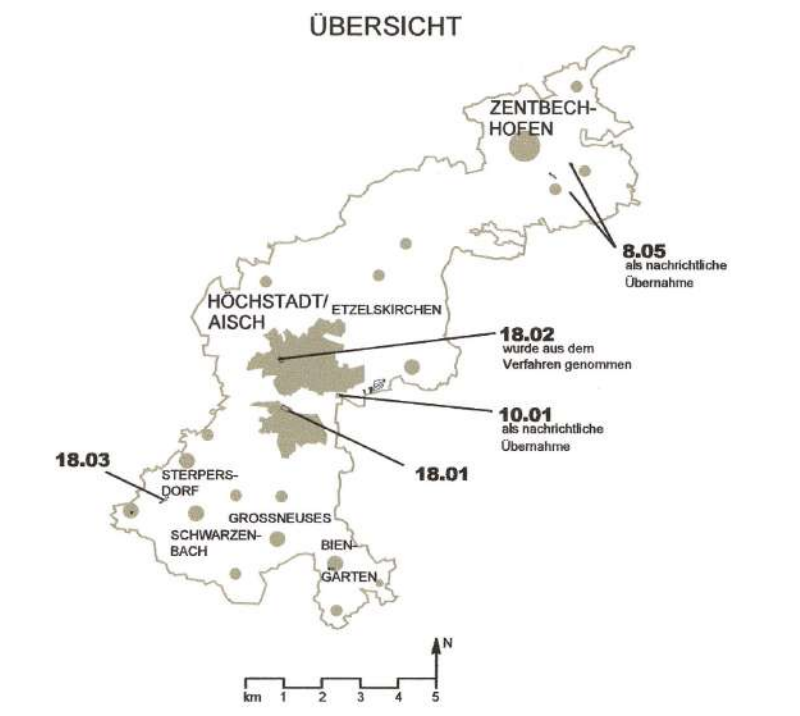 ÜBERSICHT
ZENTBECH-
HOFEN
8.05
als nachrichtliche
Übernahme
HÖCHSTADT/
AISCH
ETZELSKIRCHEN
18.02
wurde aus dem
Verfahren genommen
10.01
als nachrichtliche
Übernahme
18.01
18.03
STERPERS-
DORF
GROSSNEUSES
SCHWARZEN-
BACH
BIEN-
GÄRTEN
N
km 1 2 3 4 5